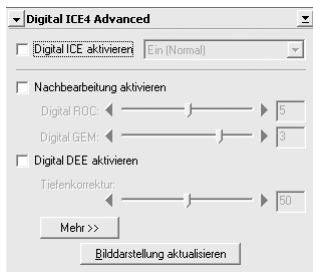 Digital ICE4 Advanced
Digital ICE aktivieren Ein (Normal)
Nachbearbeitung aktivieren
Digital ROC: 5
Digital GEM: 3
Digital DEE aktivieren
Tiefenkorrektur:
50
Mehr >>
Bilddarstellung aktualisieren